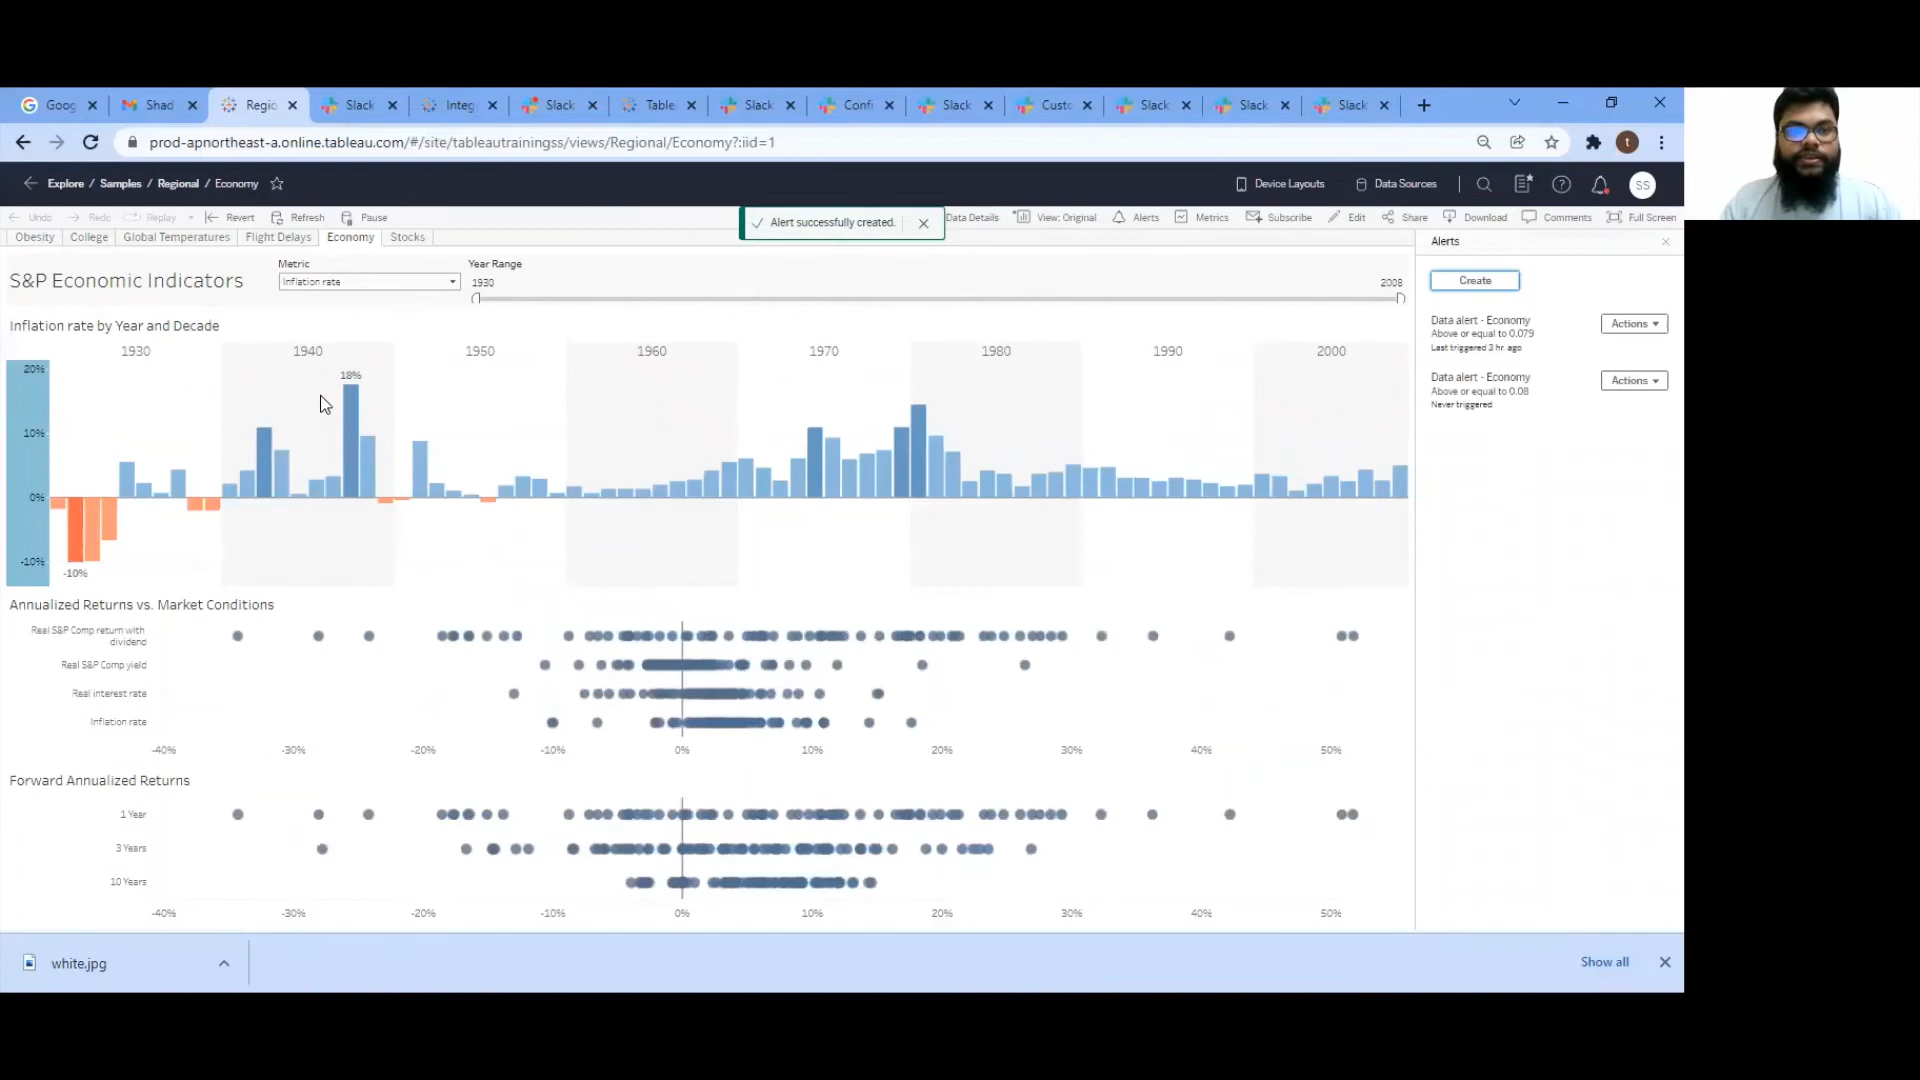 Goog
Shad
Regio
Slack
Integ
Slack
Table
Slack
Confi
Slack
Custo
Slack
Slack
Slack
prod-apnortheast-a.online.tableau.com/#/site/tableautrainingss/views/Regional/Economy?:iid=1
t
Explore / Samples / Regional / Economy
Device Layouts
Data Sources
SS
Undo
Redo
Replay
Revert
Refresh
Pause
Alert successfully created.
Data Details
View: Original
Alerts
Metrics
Subscribe
Edit
Share
Download
Comments
Full Screen
Obesity
College
Global Temperatures
Flight Delays
Economy
Stocks
Alerts
S&P Economic Indicators
Metric
Inflation rate
Year Range
1930
2008
Create
Data alert - Economy
Above or equal to 0.079
Last triggered 3 hr. ago
Actions
Data alert - Economy
Above or equal to 0.08
Never triggered
Actions
Inflation rate by Year and Decade
1930 1940 1950 1960 1970 1980 1990 2000
20%
10%
0%
-10%
18%
-10%
Annualized Returns vs. Market Conditions
Real S&P Comp return with
dividend
Real S&P Comp yield
Real interest rate
Inflation rate
-40% -30% -20% -10% 0% 10% 20% 30% 40% 50%
Forward Annualized Returns
1 Year
3 Years
10 Years
-40% -30% -20% -10% 0% 10% 20% 30% 40% 50%
white.jpg
Show all